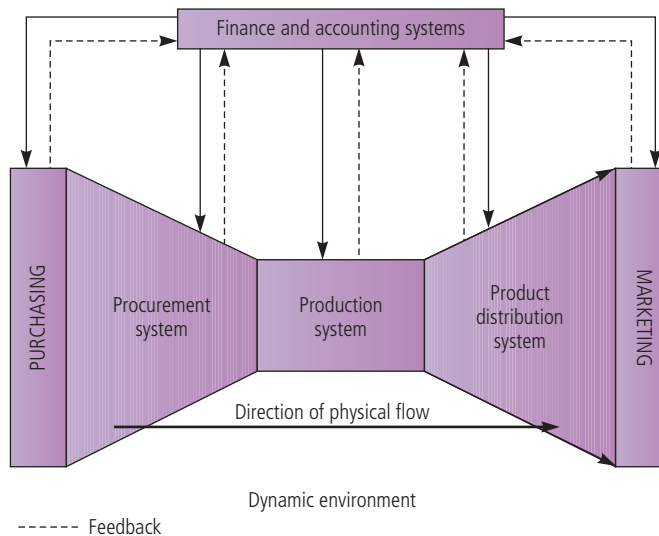 Finance and accounting systems
PURCHASING
Procurement
system
Production
system
Product
distribution
system
MARKETING
Direction of physical flow
Dynamic environment
Feedback